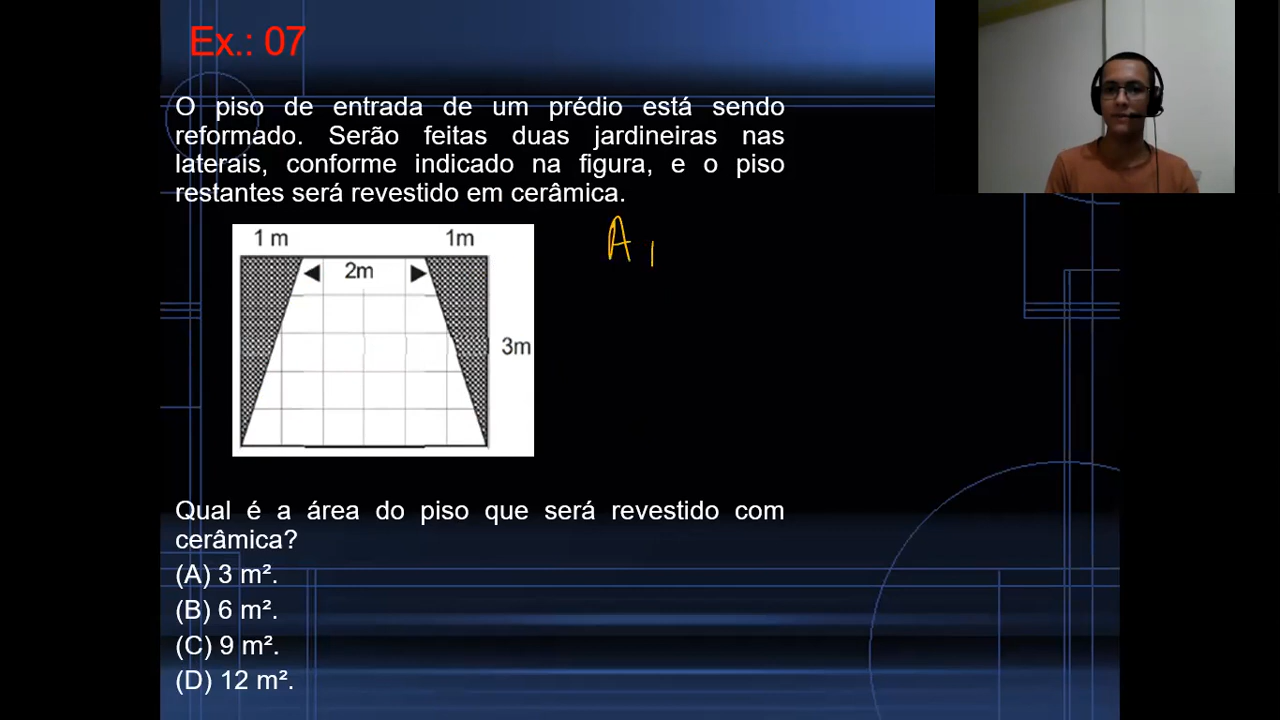 Ex.: 07
O piso de entrada de um prédio está sendo
reformado. Serão feitas duas jardineiras nas
laterais, conforme indicado na figura, e o piso
restantes será revestido em cerâmica.
A |
1 m 1m
2m
3m
Qual é a área do piso que será revestido com
cerâmica?
(A) 3 m².
(B) 6 m².
(C) 9 m².
(D) 12 m².